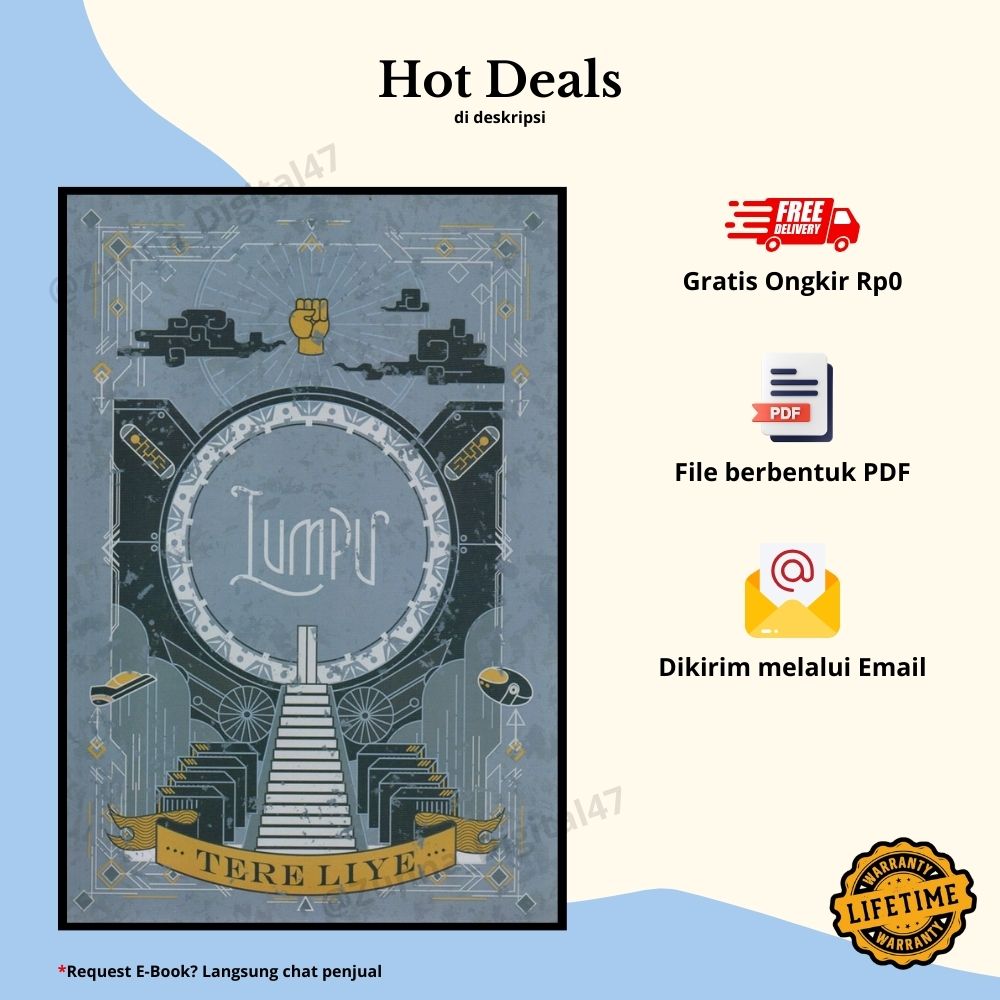 Hot Deals
di deskripsi
FREE
DELIVERY
Gratis Ongkir Rp0
PDF
File berbentuk PDF
@
Dikirim melalui Email
Lumpu
··· TERE LIYE ···
WARRANTY
LIFETIME
WARRANTY
*Request E-Book? Langsung chat penjual